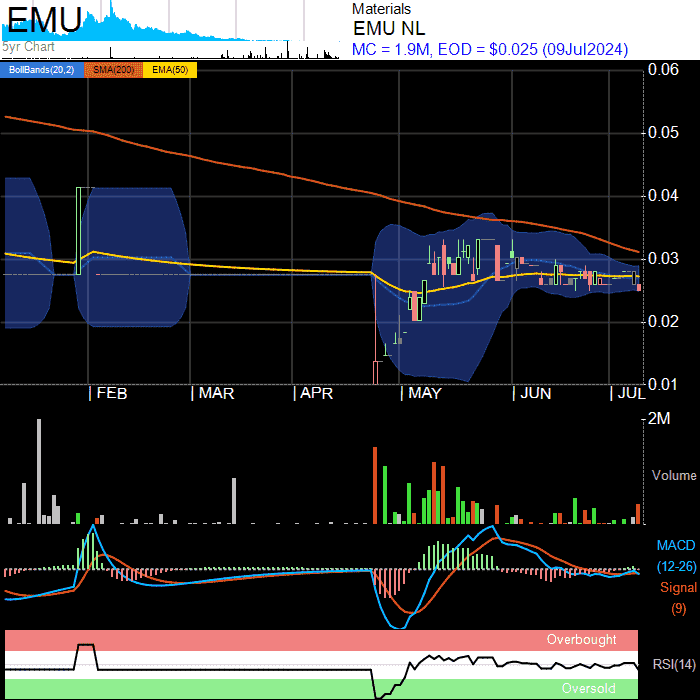 EMU
5yr Chart
Materials
EMU NL
MC = 1.9M, EOD = $0.025 (09Jul2024)
BollBands(20,2) SMA(200) EMA(50)
0.06
0.05
0.04
0.03
0.02
0.01
FEB MAR APR MAY JUN JUL
2M
Volume
MACD
(12-26)
Signal
(9)
Overbought
RSI(14)
Oversold